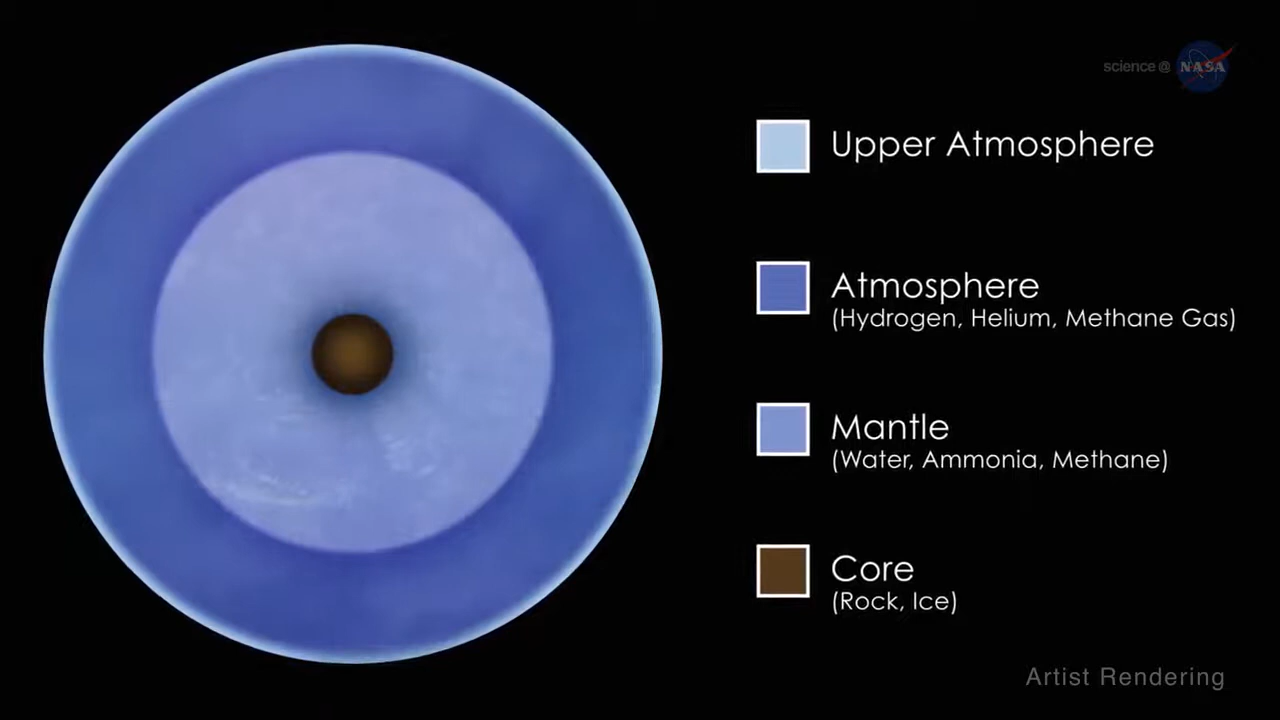 science@ NASA
Upper Atmosphere
Atmosphere
(Hydrogen, Helium, Methane Gas)
Mantle
(Water, Ammonia, Methane)
Core
(Rock, Ice)
Artist Rendering